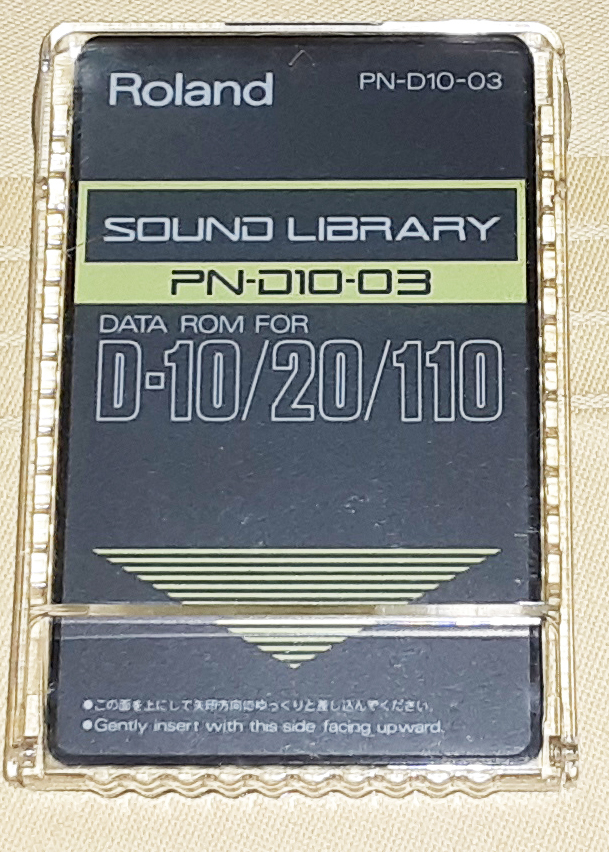 Roland
PN-D10-03
SOUND LIBRARY
PN-D10-03
DATA ROM FOR
D-10/20/110
●この面を上にして矢印方向にゆっくりと差し込んでください。
●Gently insert with this side facing upward.